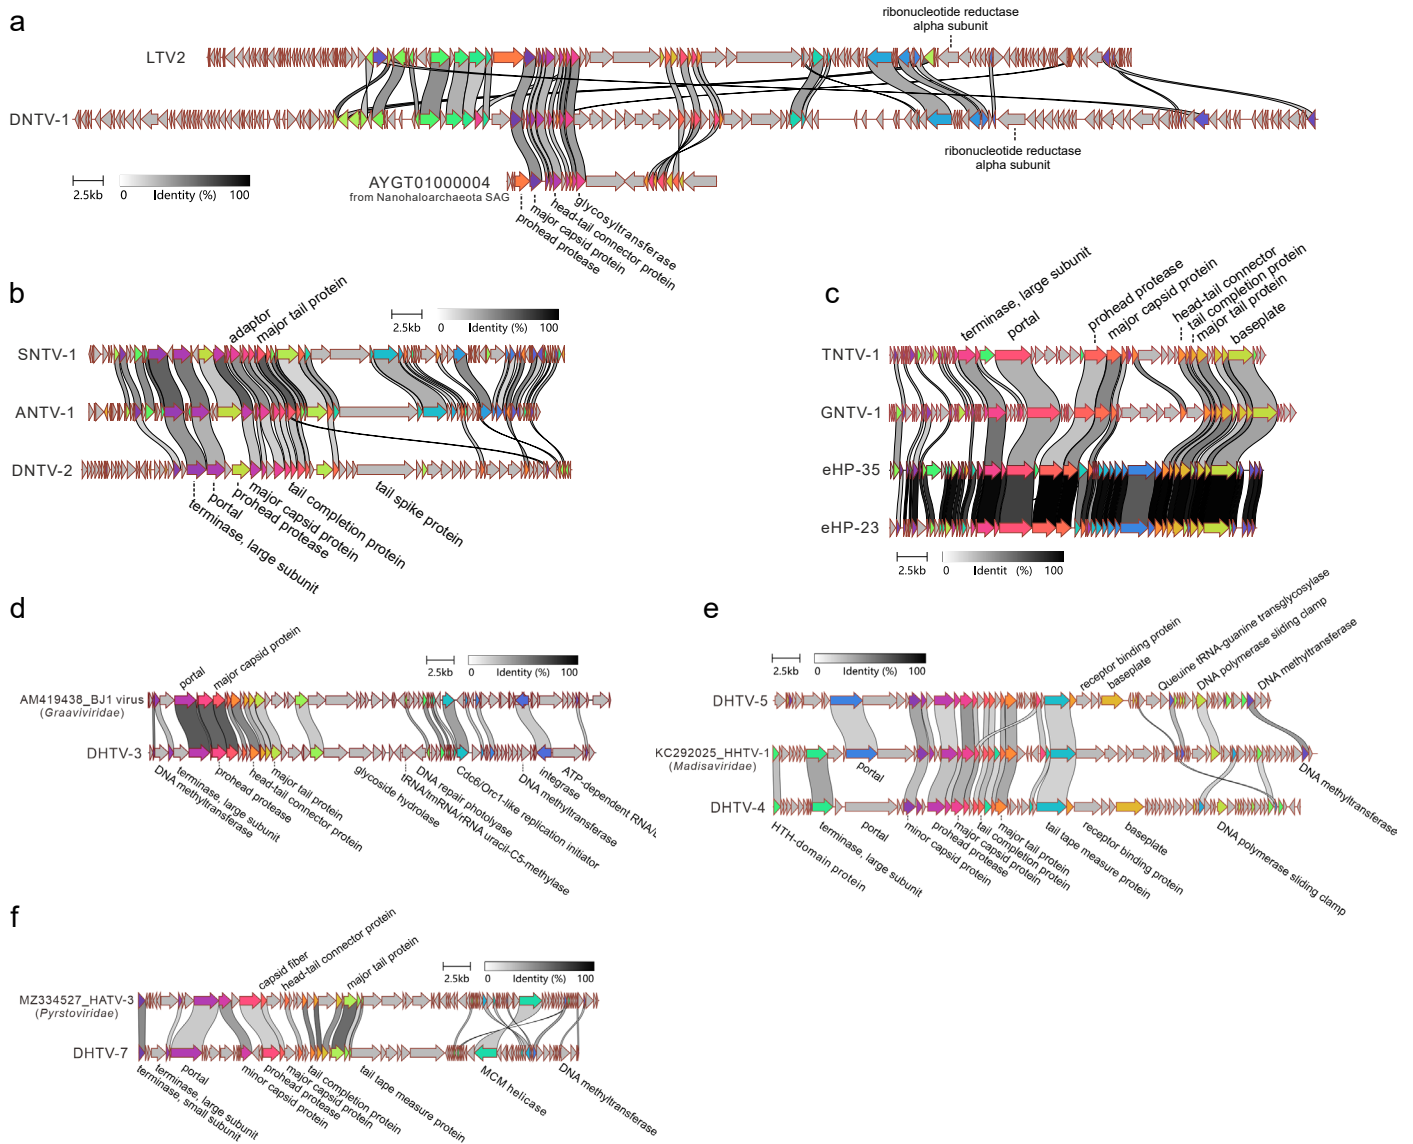 a
ribonucleotide reductase
alpha subunit
LTV2
DNTV-1
ribonucleotide reductase
alpha subunit
2.5kb
0 Identity (%) 100
AYGT01000004
from Nanohaloarchaeota SAG
glycosyltransferase
head-tail connector protein
major capsid protein
prohead protease
b
adaptor
major tail protein
2.5kb
0 Identity (%) 100
SNTV-1
ANTV-1
DNTV-2
terminase, large subunit
portal
prohead protease
major capsid protein
tail completion protein
tail spike protein
c
terminase, large subunit
portal
prohead protease
major capsid protein
head-tail connector
tail completion protein
major tail protein
baseplate
TNTV-1
GNTV-1
eHP-35
eHP-23
2.5kb
0 Identit (%) 100
d
portal
major capsid protein
2.5kb
0 Identity (%) 100
AM419438_BJ1 virus
(Graaviviridae)
DHTV-3
DNA methyltransferase
terminase, large subunit
prohead protease
head-tail connector protein
major tail protein
glycoside hydrolase
tRNA/tmRNA/rRNA uracil-C5-methylase
DNA repair photolyase
Cdc6/Orc1-like replication initiator
DNA methyltransferase
integrase
ATP-dependent RNA/
e
2.5kb
0 Identity (%) 100
receptor binding protein
baseplate
Queuine tRNA-guanine transglycosylase
DNA polymerase sliding clamp
DNA methyltransferase
DHTV-5
KC292025_HHTV-1
(Madisaviridae)
portal
DNA methyltransferase
DHTV-4
HTH-domain protein
terminase, large subunit
portal
minor capsid protein
prohead protease
major capsid protein
tail completion protein
major tail protein
tail tape measure protein
receptor binding protein
baseplate
DNA polymerase sliding clamp
f
capsid fiber
head-tail connector protein
major tail protein
2.5kb
0 Identity (%) 100
MZ334527_HATV-3
(Pyrstoviridae)
DHTV-7
terminase, small subunit
terminase, large subunit
portal
minor capsid protein
prohead protease
major capsid protein
tail completion protein
tail tape measure protein
MCM helicase
DNA methyltransferase